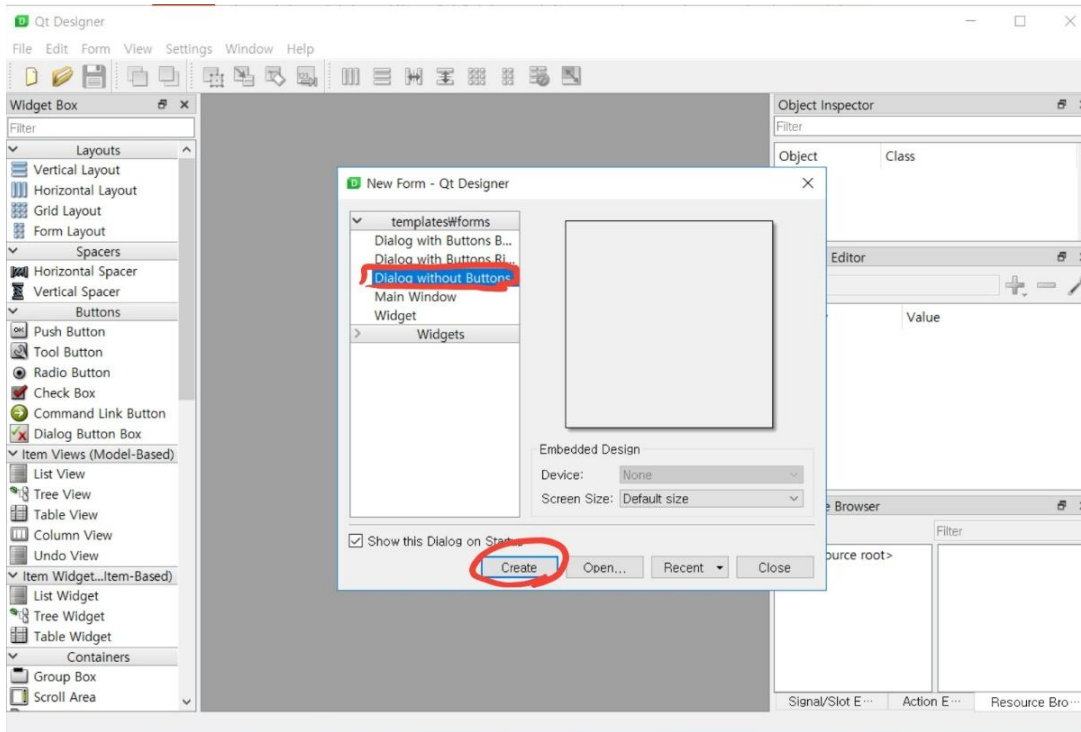 Qt Designer
File Edit Form View Settings Window Help
Widget Box
Filter
Layouts
Vertical Layout
Horizontal Layout
Grid Layout
Form Layout
Spacers
Horizontal Spacer
Vertical Spacer
Buttons
Push Button
Tool Button
Radio Button
Check Box
Command Link Button
Dialog Button Box
Item Views (Model-Based)
List View
Tree View
Table View
Column View
Undo View
Item Widget...Item-Based)
List Widget
Tree Widget
Table Widget
Containers
Group Box
Scroll Area
New Form - Qt Designer
templates₩forms
Dialog with Buttons B...
Dialog with Buttons Ri...
Dialog without Buttons
Main Window
Widget
Widgets
Embedded Design
Device: None
Screen Size: Default size
Show this Dialog on Startup
Create Open... Recent Close
Object Inspector
Filter
Object Class
Editor
Value
Browser
Filter
root>
Signal/Slot E... Action E... Resource Bro...